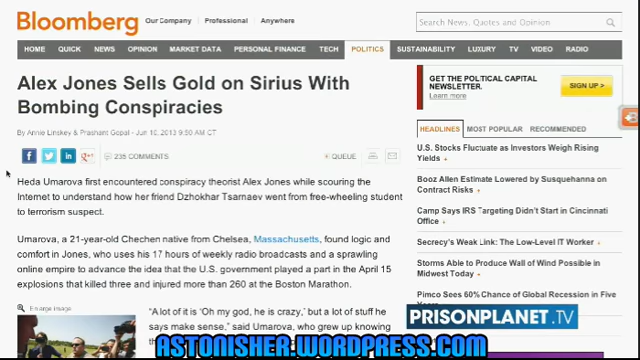 Bloomberg
Our Company | Professional | Anywhere
Search News, Quotes and Opinion
HOME QUICK NEWS OPINION MARKET DATA PERSONAL FINANCE TECH POLITICS SUSTAINABILITY LUXURY TV VIDEO RADIO
Alex Jones Sells Gold on Sirius With
Bombing Conspiracies
By Annie Linskey & Prashant Gopal - Jun 10, 2013 9:50 AM CT
235 COMMENTS
QUEUE
Heda Umarova first encountered conspiracy theorist Alex Jones while scouring the
Internet to understand how her friend Dzhokhar Tsarnaev went from free-wheeling student
to terrorism suspect.
Umarova, a 21-year-old Chechen native from Chelsea, Massachusetts, found logic and
comfort in Jones, who uses his 17 hours of weekly radio broadcasts and a sprawling
online empire to advance the idea that the U.S. government played a part in the April 15
explosions that killed three and injured more than 260 at the Boston Marathon.
Enlarge image
"A lot of it is 'Oh my god, he is crazy,' but a lot of stuff he
says make sense," said Umarova, who grew up knowing
GET THE POLITICAL CAPITAL
NEWSLETTER.
Learn more
SIGN UP
HEADLINES MOST POPULAR RECOMMENDED
U.S. Stocks Fluctuate as Investors Weigh Rising
Yields
Booz Allen Estimate Lowered by Susquehanna on
Contract Risks
Camp Says IRS Targeting Didn't Start in Cincinnati
Office
Secrecy's Weak Link: The Low-Level IT Worker
Storms Able to Produce Wall of Wind Possible in
Midwest Today
Pimco Sees 60% Chance of Global Recession in Five
PRISONPLANET.TV
ASTONISHER.WORDPRESS.COM